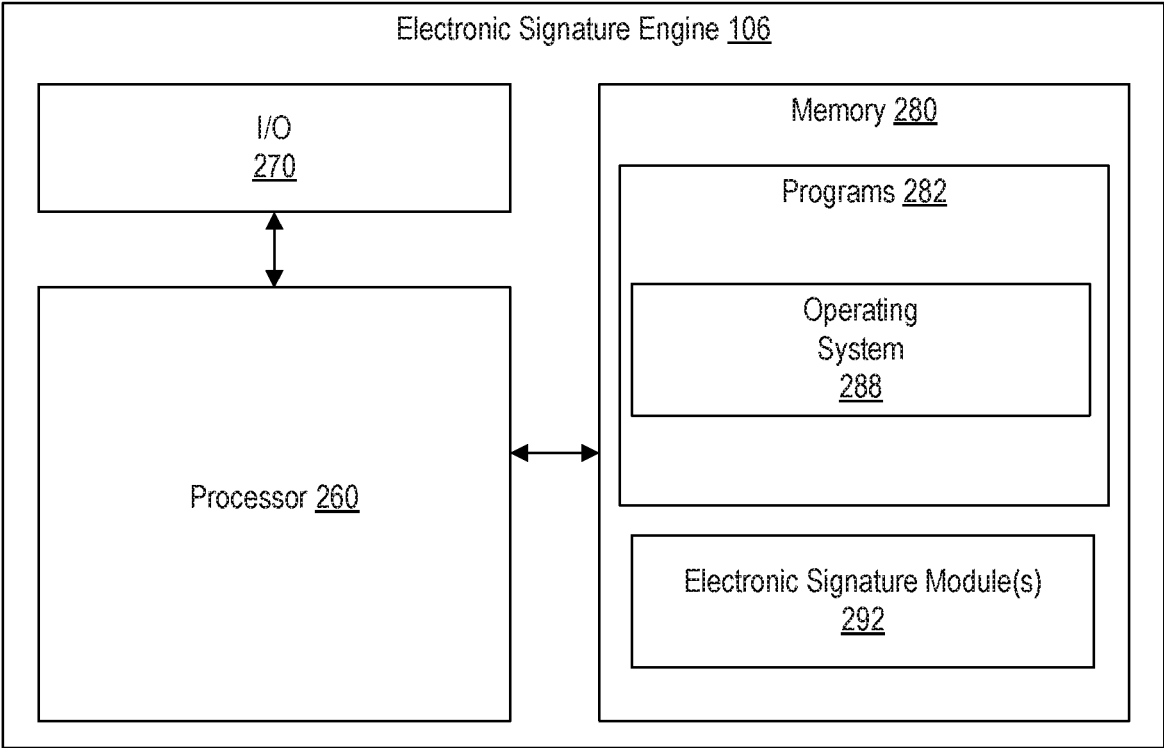 Electronic Signature Engine 106
I/O
270
Processor 260
Memory 280
Programs 282
Operating
System
288
Electronic Signature Module(s)
292